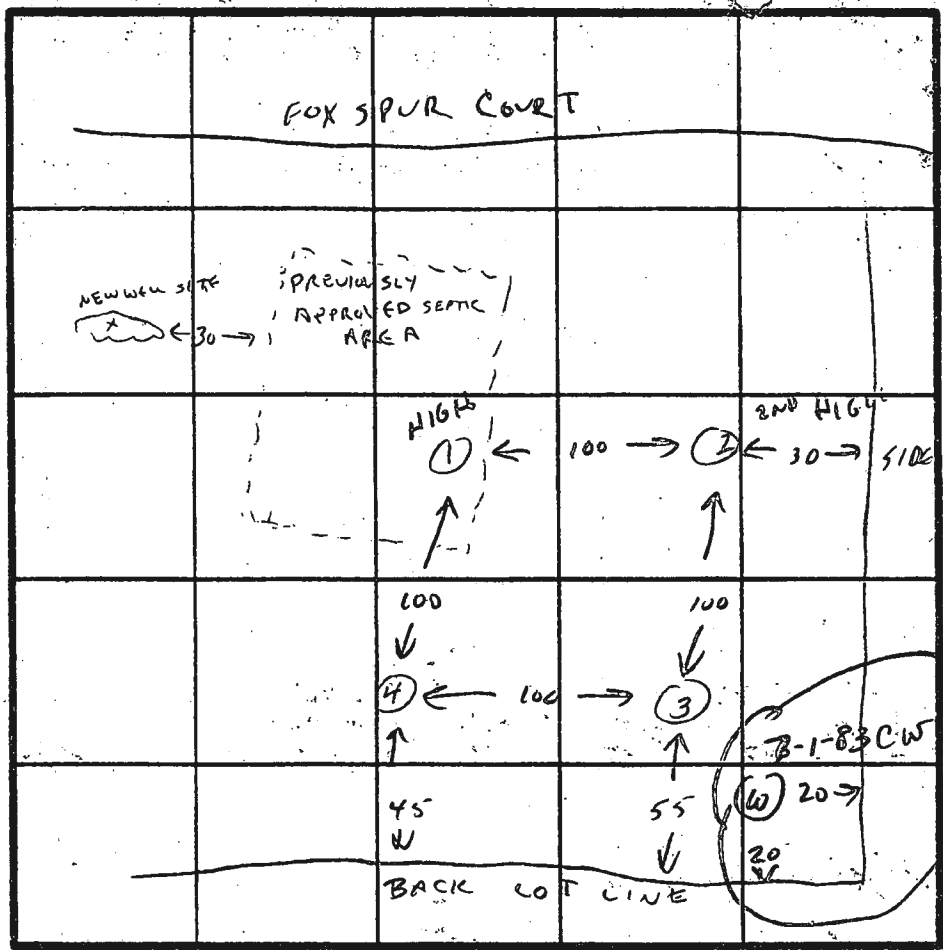 FOX SPUR COURT
NEW WELL SITE
X
30
PREVIOUSLY
APPROVED SEPTIC
AREA
HIGH
1
100
2ND HIGH
2
30
SIDE
100
100
4
100
3
B-1-83 CW
W
20
45
55
20
BACK LOT LINE